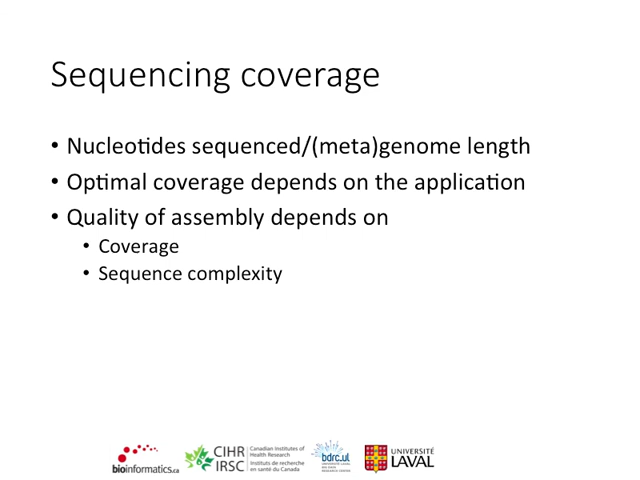 Sequencing coverage
• Nucleotides sequenced/(meta)genome length
• Optimal coverage depends on the application
• Quality of assembly depends on
• Coverage
• Sequence complexity
bioinformatics.ca
CIHR
IRSC
Canadian Institutes of
Health Research
Instituts de recherche
en santé du Canada
bdrc.ul
UNIVERSITÉ
LAVAL